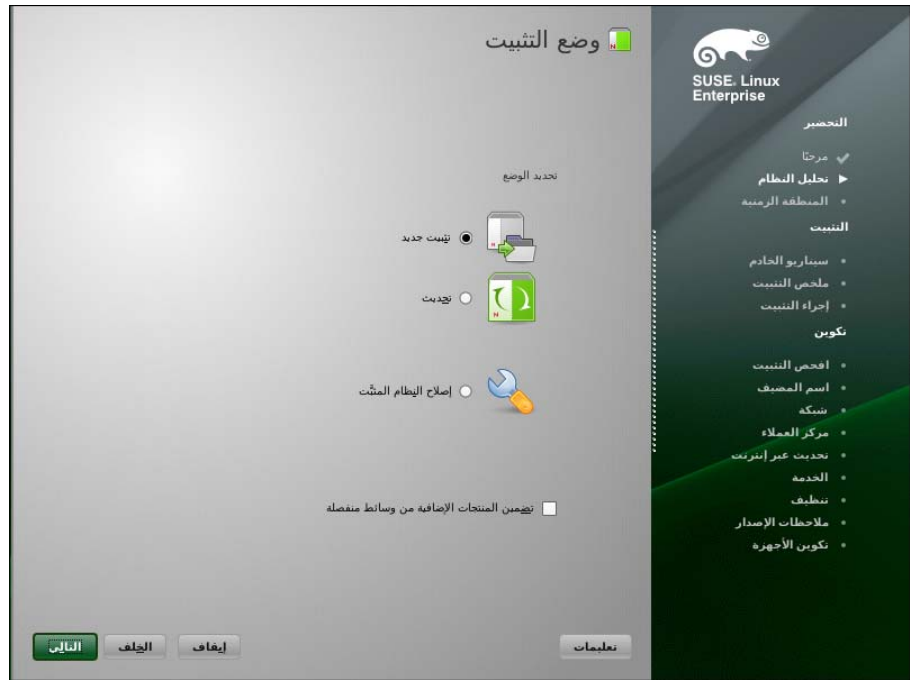 وضع التثبيت
تحديد الوضع
تثبيت جديد
تحديث
إصلاح النظام المثبَّت
تضمين المنتجات الإضافية من وسائط منفصلة
تعليمات
إيقاف
الخلف
التالي
SUSE. Linux
Enterprise
التحضير
مرحبًا
تحليل النظام
المنطقة الزمنية
التثبيت
سيناريو الخادم
ملخص التثبيت
إجراء التثبيت
تكوين
افحص التثبيت
اسم المضيف
شبكة
مركز العملاء
تحديث عبر إنترنت
الخدمة
تنظيف
ملاحظات الإصدار
تكوين الأجهزة